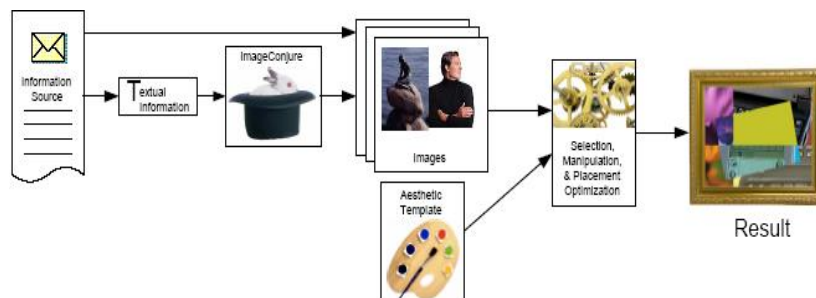 Information
Source
Textual
Information
ImageConjure
Images
Aesthetic
Template
Selection,
Manipulation,
& Placement
Optimization
Result